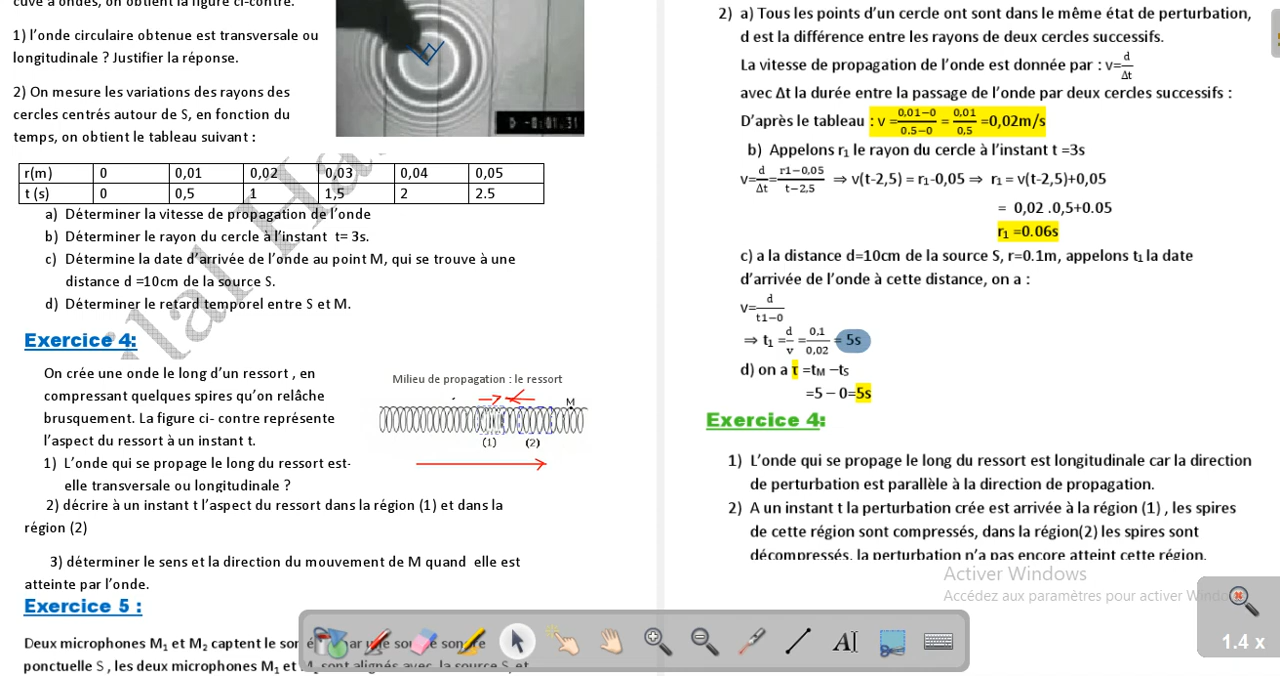 cuve à ondes, on obtient la figure ci-contre.
1) l’onde circulaire obtenue est transversale ou
longitudinale ? Justifier la réponse.
2) On mesure les variations des rayons des
cercles centrés autour de S, en fonction du
temps, on obtient le tableau suivant :
r(m) 0 0,01 0,02 0,03 0,04 0,05
t (s) 0 0,5 1 1,5 2 2.5
a) Déterminer la vitesse de propagation de l’onde
b) Déterminer le rayon du cercle à l’instant t= 3s.
c) Détermine la date d’arrivée de l’onde au point M, qui se trouve à une
distance d =10cm de la source S.
d) Déterminer le retard temporel entre S et M.
Exercice 4:
On crée une onde le long d’un ressort , en
compressant quelques spires qu’on relâche
brusquement. La figure ci- contre représente
l’aspect du ressort à un instant t.
Milieu de propagation : le ressort
M
(1) (2)
1) L’onde qui se propage le long du ressort est-
elle transversale ou longitudinale ?
2) décrire à un instant t l’aspect du ressort dans la région (1) et dans la
région (2)
3) déterminer le sens et la direction du mouvement de M quand elle est
atteinte par l’onde.
Exercice 5 :
Deux microphones M₁ et M₂ captent le son
ponctuelle S , les deux microphones M₁ et sont alignés avec la source S, et
2) a) Tous les points d’un cercle ont sont dans le même état de perturbation,
d est la différence entre les rayons de deux cercles successifs.
La vitesse de propagation de l’onde est donnée par : v=d/Δt
avec Δt la durée entre la passage de l’onde par deux cercles successifs :
D’après le tableau : v =0,01−0/0.5−0 = 0,01/0,5 =0,02m/s
b) Appelons r₁ le rayon du cercle à l’instant t =3s
v=d/Δt=r1−0,05/t−2,5 ⇒ v(t-2,5) = r₁-0,05 ⇒ r₁ = v(t-2,5)+0,05
= 0,02 .0,5+0.05
r₁ =0.06s
c) a la distance d=10cm de la source S, r=0.1m, appelons t₁ la date
d’arrivée de l’onde à cette distance, on a :
V=d/t1−0
⇒ t₁ =d/v =0,1/0,02 = 5s
d) on a τ =tM –tS
=5 – 0=5s
Exercice 4:
1) L’onde qui se propage le long du ressort est longitudinale car la direction
de perturbation est parallèle à la direction de propagation.
2) A un instant t la perturbation crée est arrivée à la région (1) , les spires
de cette région sont compressés, dans la région(2) les spires sont
décompressés, la perturbation n’a pas encore atteint cette région.
Activer Windows
Accédez aux paramètres pour activer
1.4 x